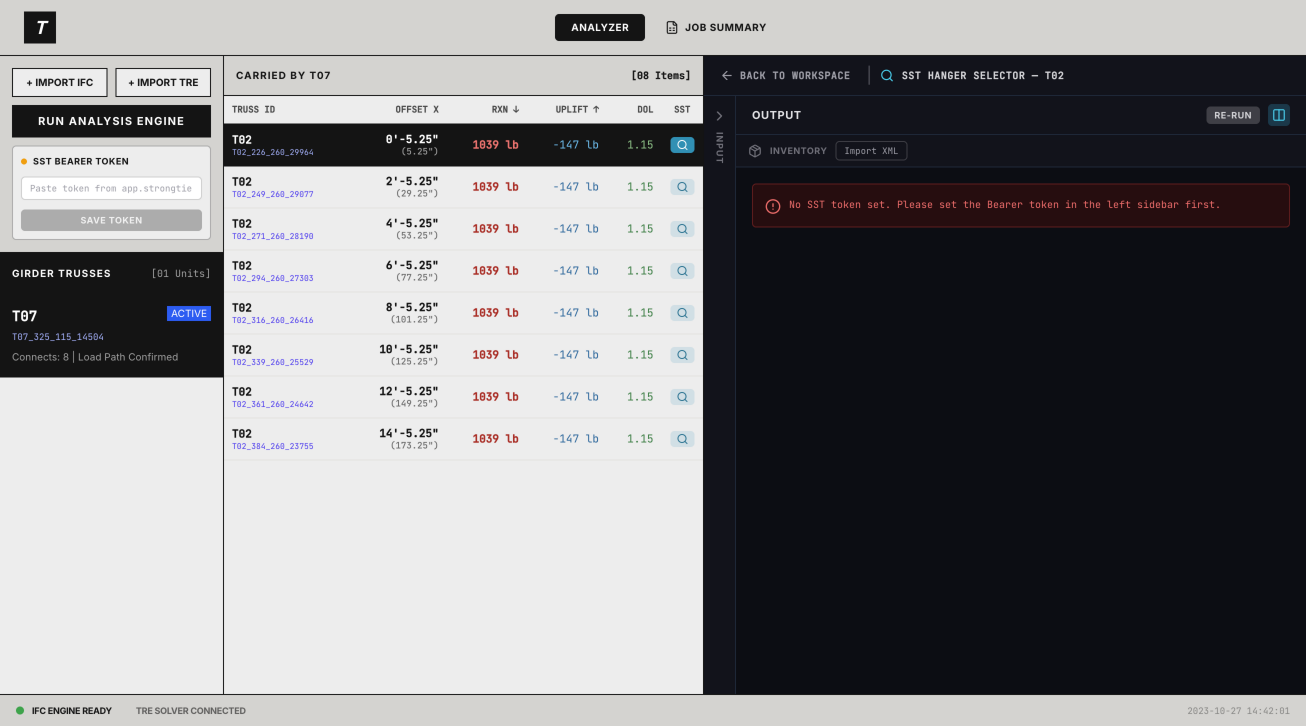 T
ANALYZER
JOB SUMMARY
+ IMPORT IFC
+ IMPORT TRE
RUN ANALYSIS ENGINE
SST BEARER TOKEN
Paste token from app.strongtie
SAVE TOKEN
GIRDER TRUSSES [01 Units]
T07 ACTIVE
T07_325_115_14504
Connects: 8 | Load Path Confirmed
CARRIED BY T07 [08 Items]
TRUSS ID OFFSET X RXN ↓ UPLIFT ↑ DOL SST
T02 0'-5.25" 1039 lb -147 lb 1.15
T02_226_260_29964 (5.25")
T02 2'-5.25" 1039 lb -147 lb 1.15
T02_249_260_29077 (29.25")
T02 4'-5.25" 1039 lb -147 lb 1.15
T02_271_260_28190 (53.25")
T02 6'-5.25" 1039 lb -147 lb 1.15
T02_294_260_27303 (77.25")
T02 8'-5.25" 1039 lb -147 lb 1.15
T02_316_260_26416 (101.25")
T02 10'-5.25" 1039 lb -147 lb 1.15
T02_339_260_25529 (125.25")
T02 12'-5.25" 1039 lb -147 lb 1.15
T02_361_260_24642 (149.25")
T02 14'-5.25" 1039 lb -147 lb 1.15
T02_384_260_23755 (173.25")
← BACK TO WORKSPACE
SST HANGER SELECTOR — T02
INPUT
OUTPUT
RE-RUN
INVENTORY
Import XML
No SST token set. Please set the Bearer token in the left sidebar first.
IFC ENGINE READY
TRE SOLVER CONNECTED
2023-10-27 14:42:01